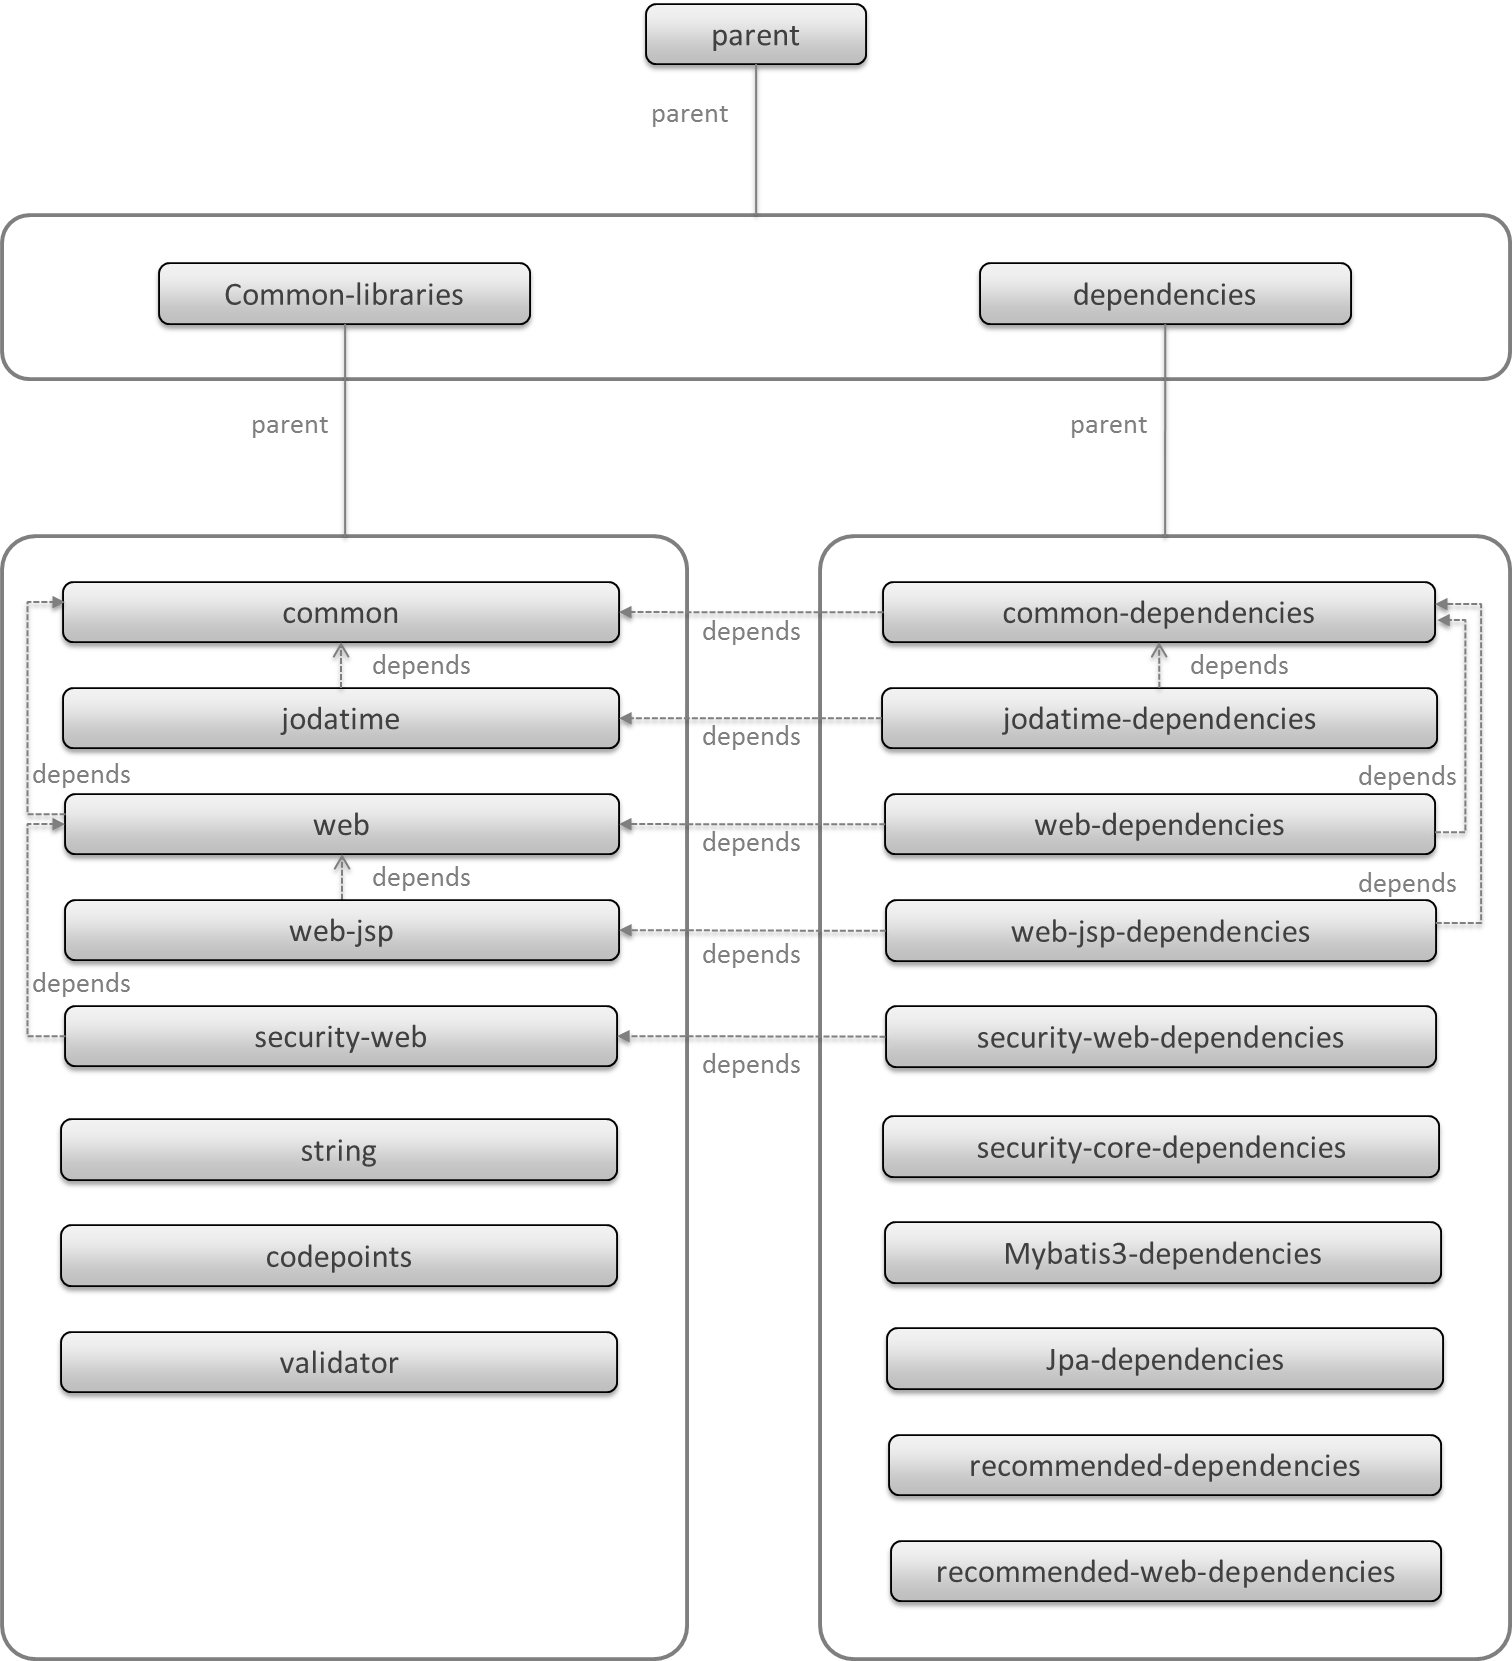 parent
parent
Common-libraries
dependencies
parent
parent
common
depends
common-dependencies
depends
depends
jodatime
depends
jodatime-dependencies
depends
depends
web
depends
web-dependencies
depends
depends
web-jsp
depends
web-jsp-dependencies
depends
security-web
depends
security-web-dependencies
string
security-core-dependencies
codepoints
Mybatis3-dependencies
validator
Jpa-dependencies
recommended-dependencies
recommended-web-dependencies